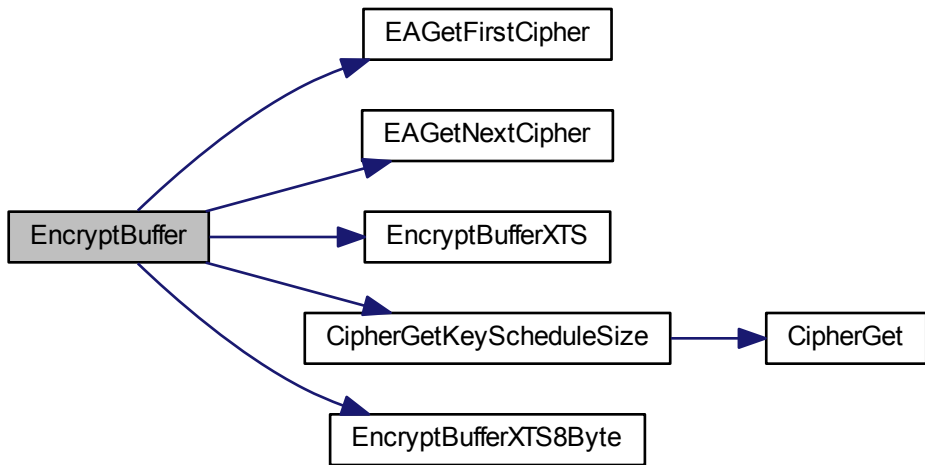 EAGetFirstCipher
EAGetNextCipher
EncryptBuffer
EncryptBufferXTS
CipherGetKeyScheduleSize
CipherGet
EncryptBufferXTS8Byte